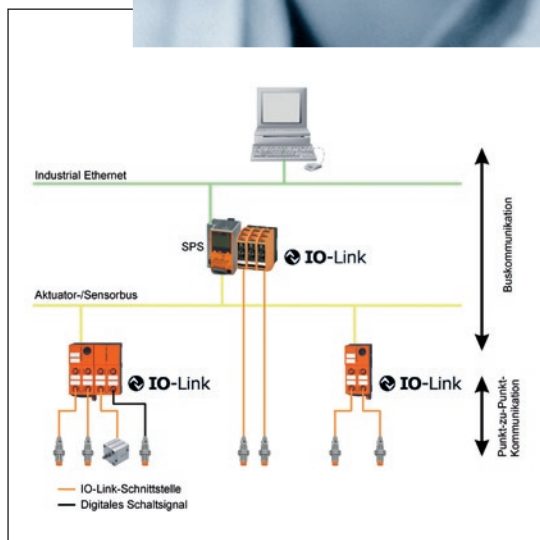 Industrial Ethernet
SPS
IO-Link
Aktuator-/Sensorbus
IO-Link
IO-Link
Buskommunikation
Punkt-zu-Punkt-
Kommunikation
IO-Link-Schnittstelle
Digitales Schaltsignal